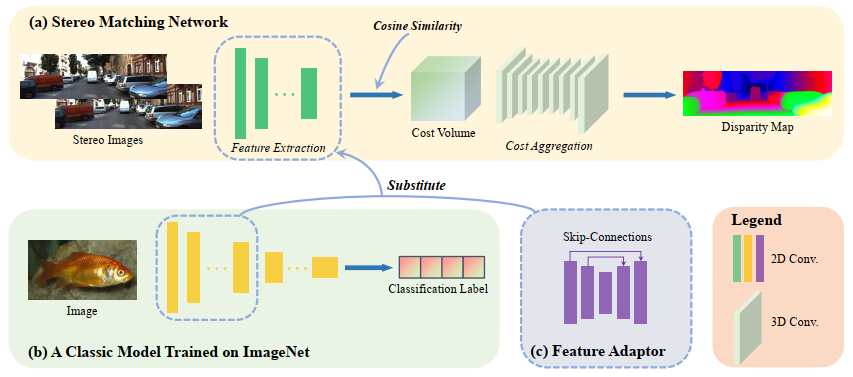 (a) Stereo Matching Network
Cosine Similarity
Stereo Images
Feature Extraction
Cost Volume
Cost Aggregation
Disparity Map
Substitute
Image
Classification Label
(b) A Classic Model Trained on ImageNet
Skip-Connections
(c) Feature Adaptor
Legend
2D Conv.
3D Conv.